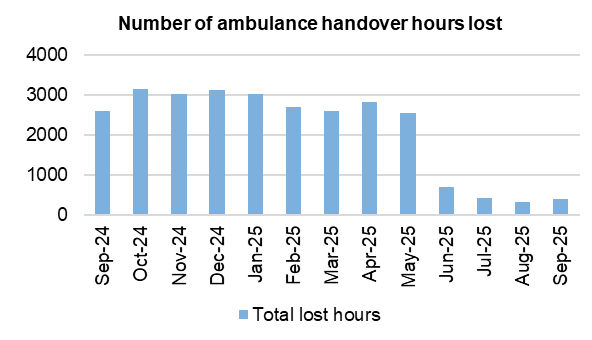 Number of ambulance handover hours lost
4000
3000
2000
1000
0
Sep-24
Oct-24
Nov-24
Dec-24
Jan-25
Feb-25
Mar-25
Apr-25
May-25
Jun-25
Jul-25
Aug-25
Sep-25
Total lost hours